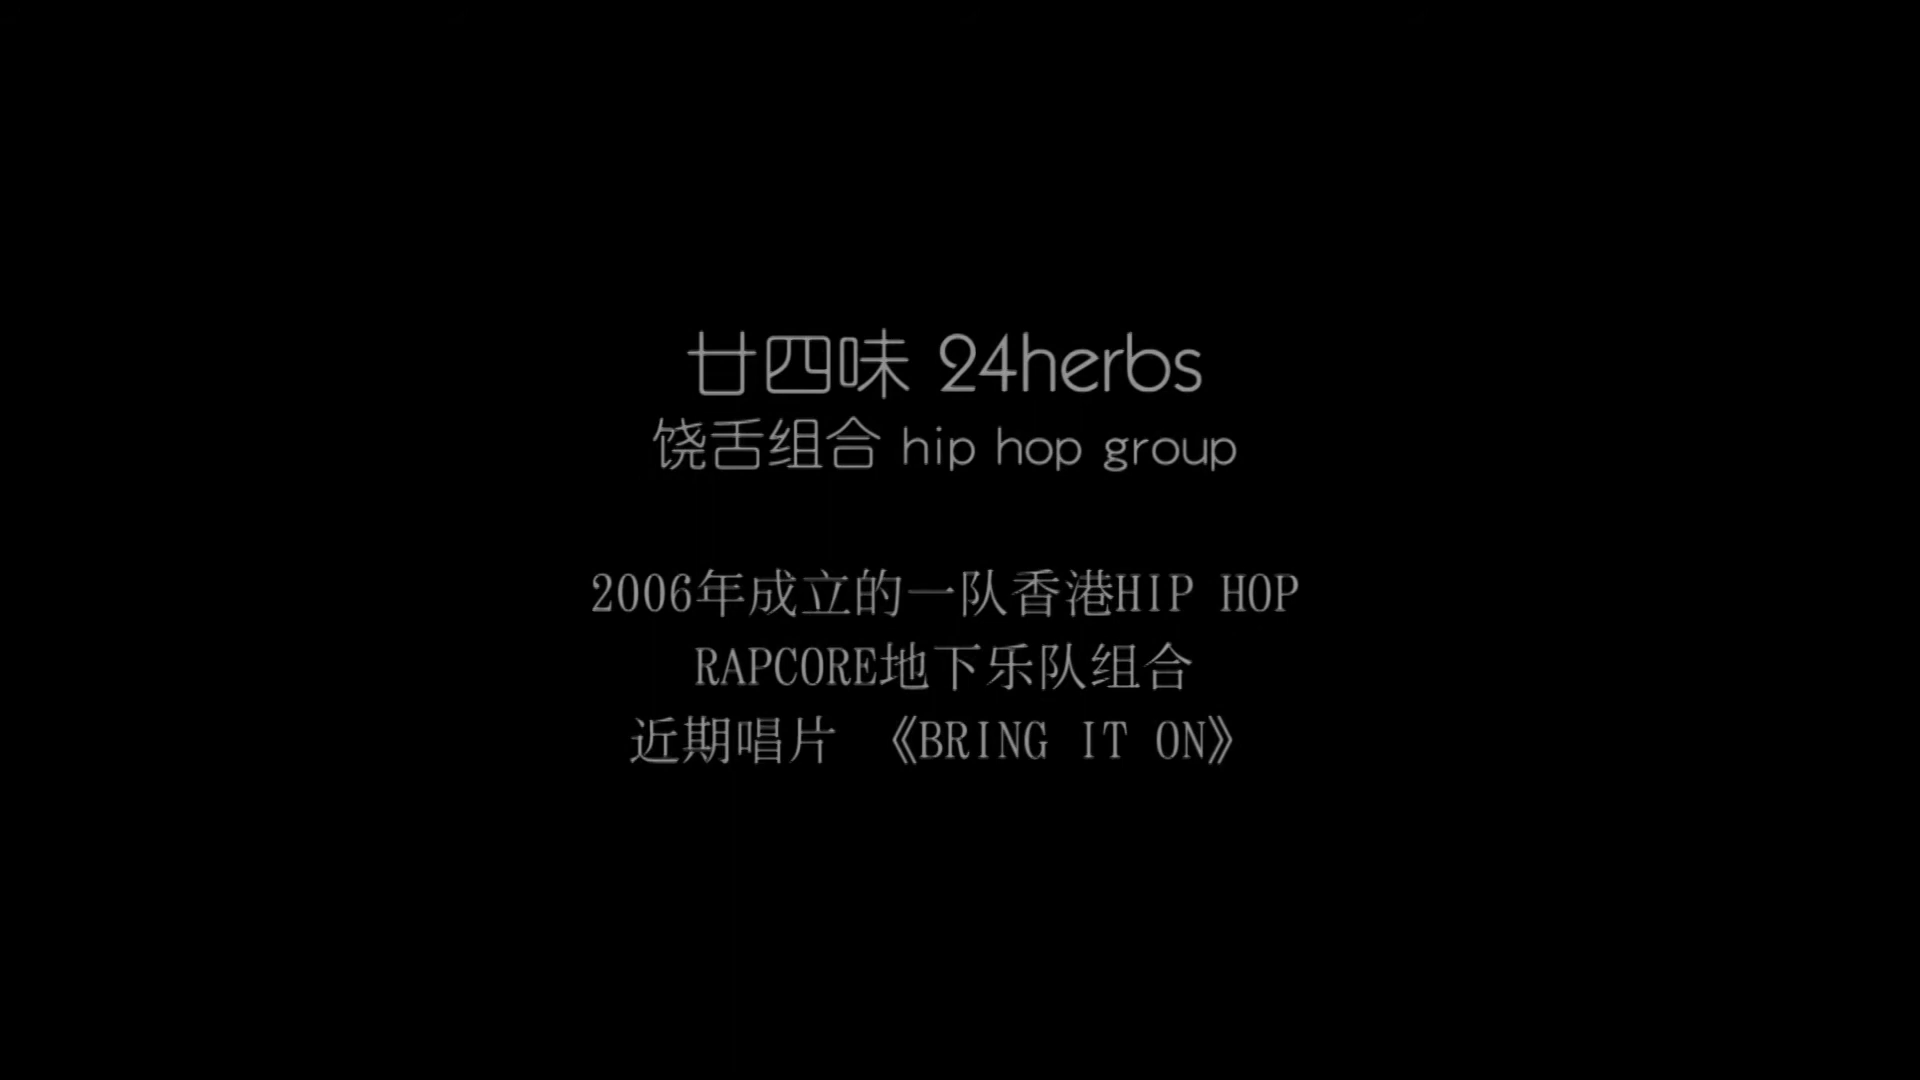 廿四味 24herbs
饶舌组合 hip hop group
2006年成立的一队香港HIP HOP
RAPCORE地下乐队组合
近期唱片 《BRING IT ON》